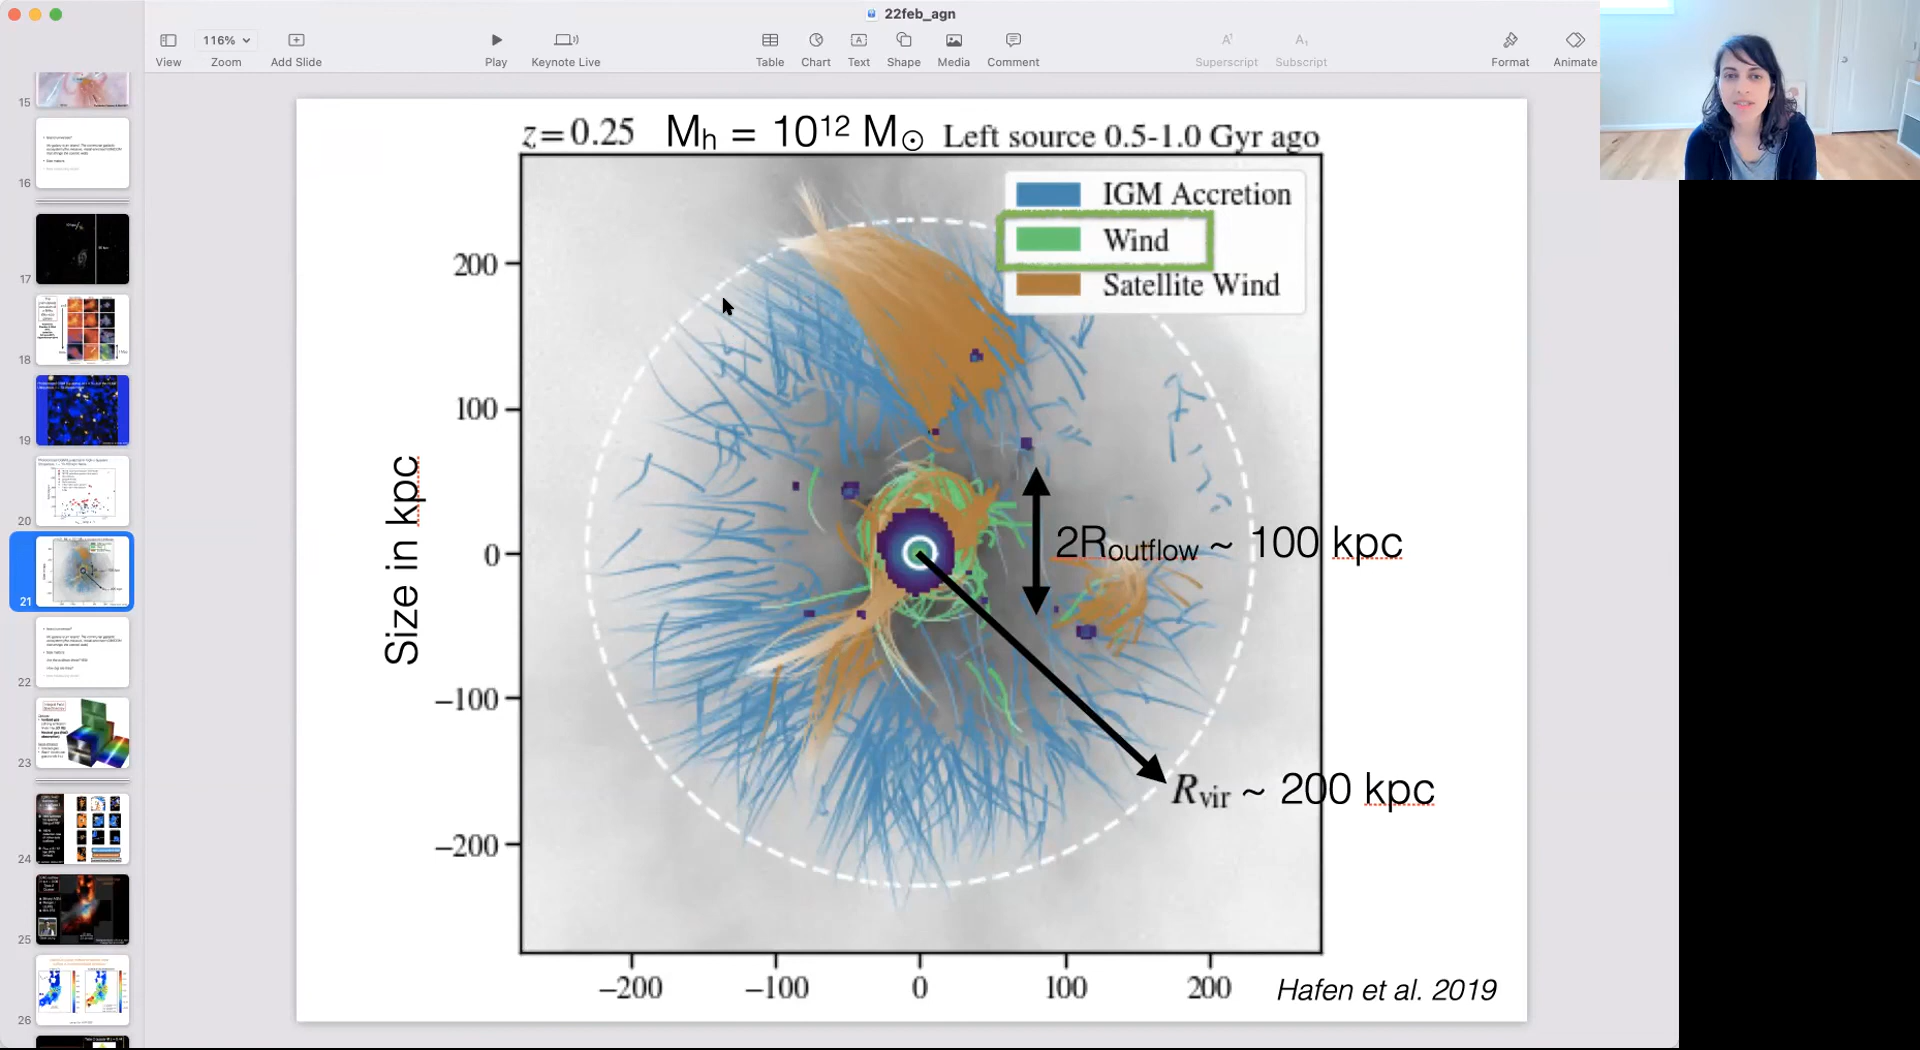 22feb_agn
116%
View
Zoom
Add Slide
Play
Keynote Live
Table
Chart
Text
Shape
Media
Comment
Superscript
Subscript
Format
Animate
15
16
17
18
19
20
21
22
23
24
25
26
z=0.25 Mh = 10¹² M⊙ Left source 0.5-1.0 Gyr ago
IGM Accretion
Wind
Satellite Wind
Size in kpc
200
100
0
−100
−200
2Routflow ~ 100 kpc
Rvir ~ 200 kpc
−200 −100 0 100 200
Hafen et al. 2019